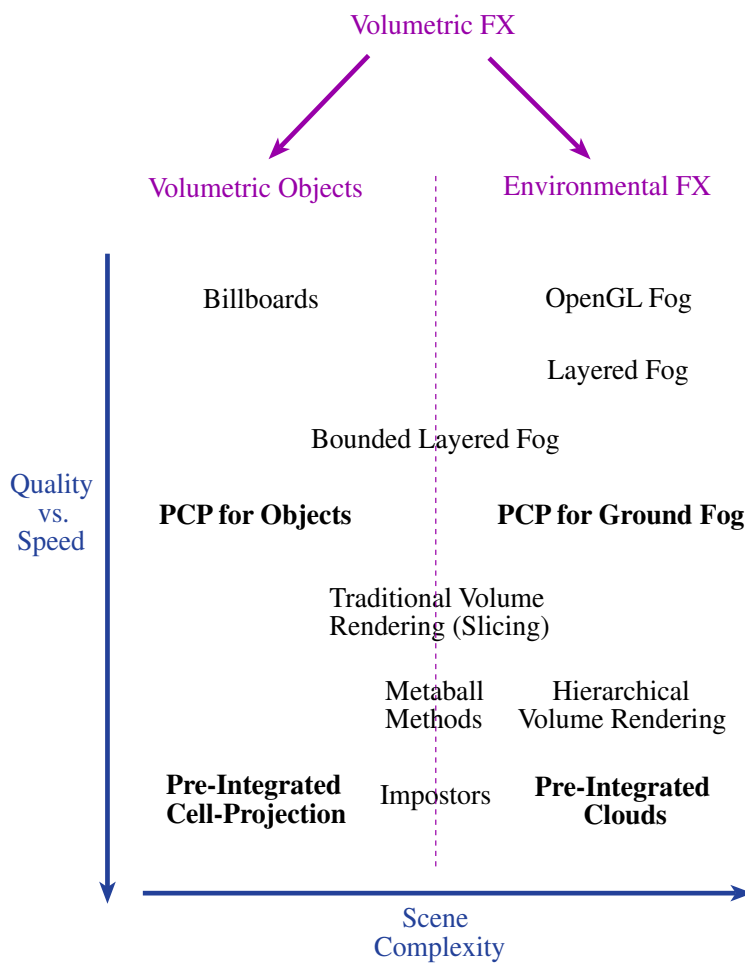 Volumetric FX
Volumetric Objects
Environmental FX
Billboards
OpenGL Fog
Layered Fog
Bounded Layered Fog
Quality
vs.
Speed
PCP for Objects
PCP for Ground Fog
Traditional Volume
Rendering (Slicing)
Metaball
Methods
Hierarchical
Volume Rendering
Pre-Integrated
Cell-Projection
Impostors
Pre-Integrated
Clouds
Scene
Complexity